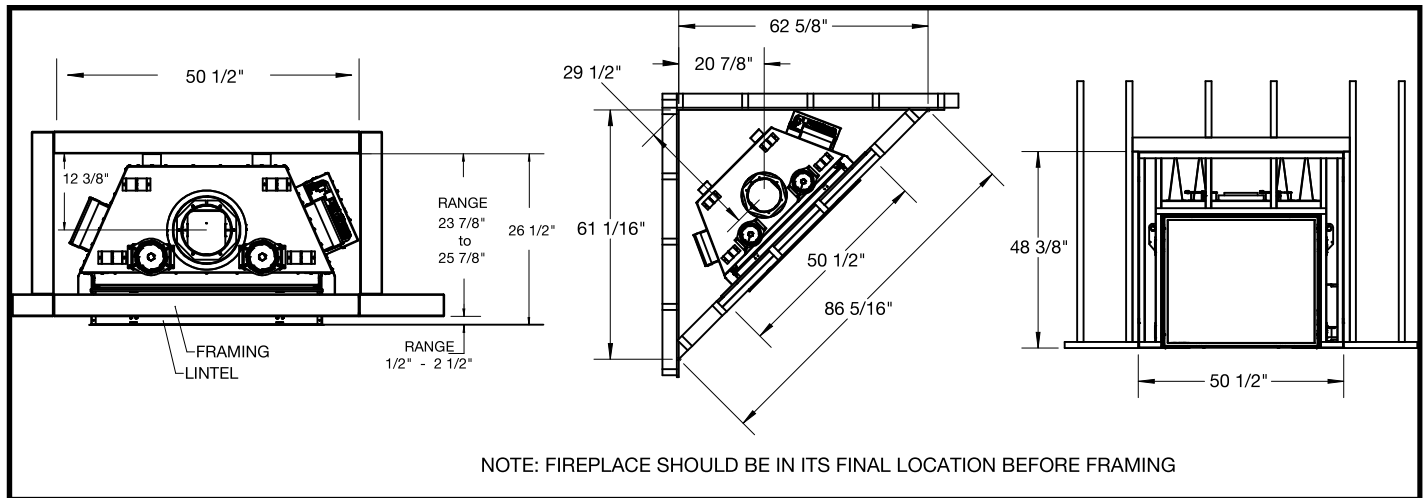 50 1/2"
12 3/8"
RANGE
23 7/8"
to
25 7/8"
26 1/2"
FRAMING
LINTEL
RANGE
1/2" - 2 1/2"
62 5/8"
20 7/8"
29 1/2"
61 1/16"
50 1/2"
86 5/16"
48 3/8"
50 1/2"
NOTE: FIREPLACE SHOULD BE IN ITS FINAL LOCATION BEFORE FRAMING